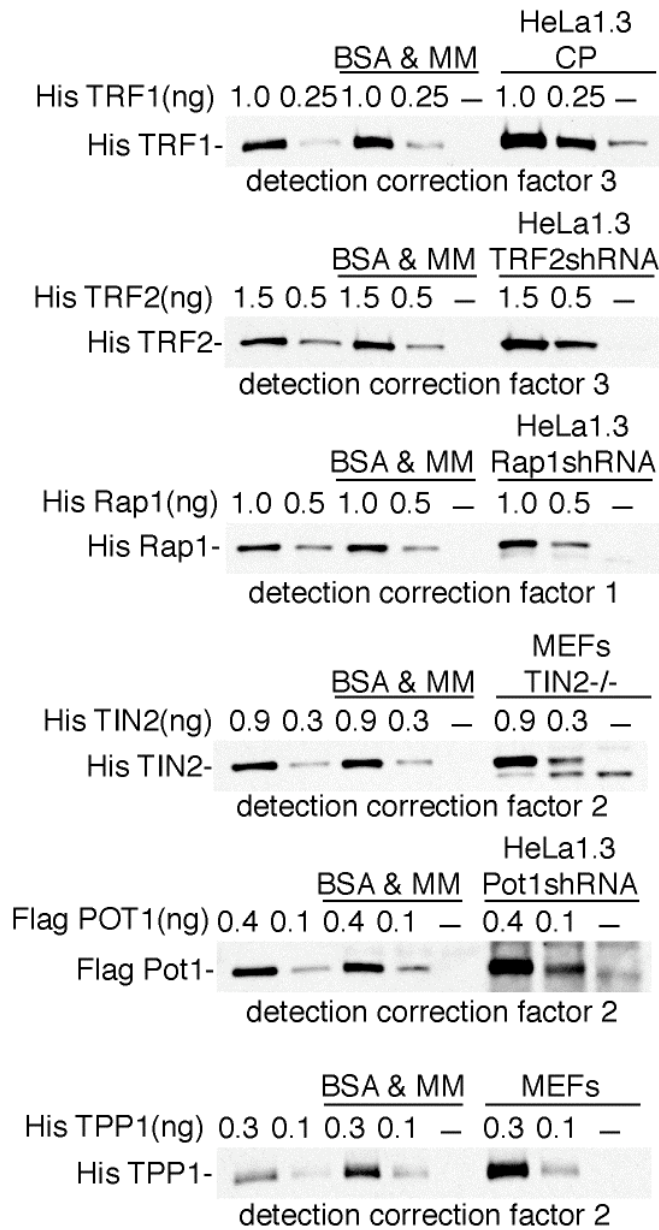 HeLa1.3
BSA & MM CP
His TRF1(ng) 1.0 0.25 1.0 0.25 – 1.0 0.25 –
His TRF1-
detection correction factor 3
HeLa1.3
BSA & MM TRF2shRNA
His TRF2(ng) 1.5 0.5 1.5 0.5 – 1.5 0.5 –
His TRF2-
detection correction factor 3
HeLa1.3
BSA & MM Rap1shRNA
His Rap1(ng) 1.0 0.5 1.0 0.5 – 1.0 0.5 –
His Rap1-
detection correction factor 1
MEFs
BSA & MM TIN2-/-
His TIN2(ng) 0.9 0.3 0.9 0.3 – 0.9 0.3 –
His TIN2-
detection correction factor 2
HeLa1.3
BSA & MM Pot1shRNA
Flag POT1(ng) 0.4 0.1 0.4 0.1 – 0.4 0.1 –
Flag Pot1-
detection correction factor 2
BSA & MM MEFs
His TPP1(ng) 0.3 0.1 0.3 0.1 – 0.3 0.1 –
His TPP1-
detection correction factor 2